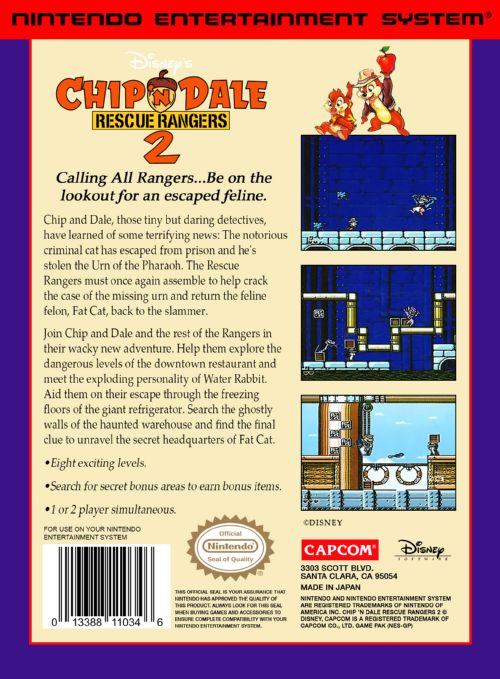 NINTENDO ENTERTAINMENT SYSTEM®
Disney's
CHIP 'N DALE
RESCUE RANGERS
2
Calling All Rangers...Be on the
lookout for an escaped feline.
Chip and Dale, those tiny but daring detectives,
have learned of some terrifying news: The notorious
criminal cat has escaped from prison and he's
stolen the Urn of the Pharaoh. The Rescue
Rangers must once again assemble to help crack
the case of the missing urn and return the feline
felon, Fat Cat, back to the slammer.
Join Chip and Dale and the rest of the Rangers in
their wacky new adventure. Help them explore the
dangerous levels of the downtown restaurant and
meet the exploding personality of Water Rabbit.
Aid them on their escape through the freezing
floors of the giant refrigerator. Search the ghostly
walls of the haunted warehouse and find the final
clue to unravel the secret headquarters of Fat Cat.
•Eight exciting levels.
•Search for secret bonus areas to earn bonus items.
•1 or 2 player simultaneous.
FOR USE ON YOUR NINTENDO
ENTERTAINMENT SYSTEM
0 13388 11034 6
Official
Nintendo
Seal of Quality
THIS OFFICIAL SEAL IS YOUR ASSURANCE THAT
NINTENDO HAS APPROVED THE QUALITY OF
THIS PRODUCT. ALWAYS LOOK FOR THIS SEAL
WHEN BUYING GAMES AND ACCESSORIES TO
ENSURE COMPLETE COMPATIBILITY WITH YOUR
NINTENDO ENTERTAINMENT SYSTEM.
©DISNEY
CAPCOM®
Disney
SOFTWARE
3303 SCOTT BLVD.
SANTA CLARA, CA 95054
MADE IN JAPAN
NINTENDO AND NINTENDO ENTERTAINMENT SYSTEM
ARE REGISTERED TRADEMARKS OF NINTENDO OF
AMERICA INC. CHIP 'N DALE RESCUE RANGERS 2 ©
DISNEY, CAPCOM IS A REGISTERED TRADEMARK OF
CAPCOM CO., LTD. GAME PAK (NES-GP)